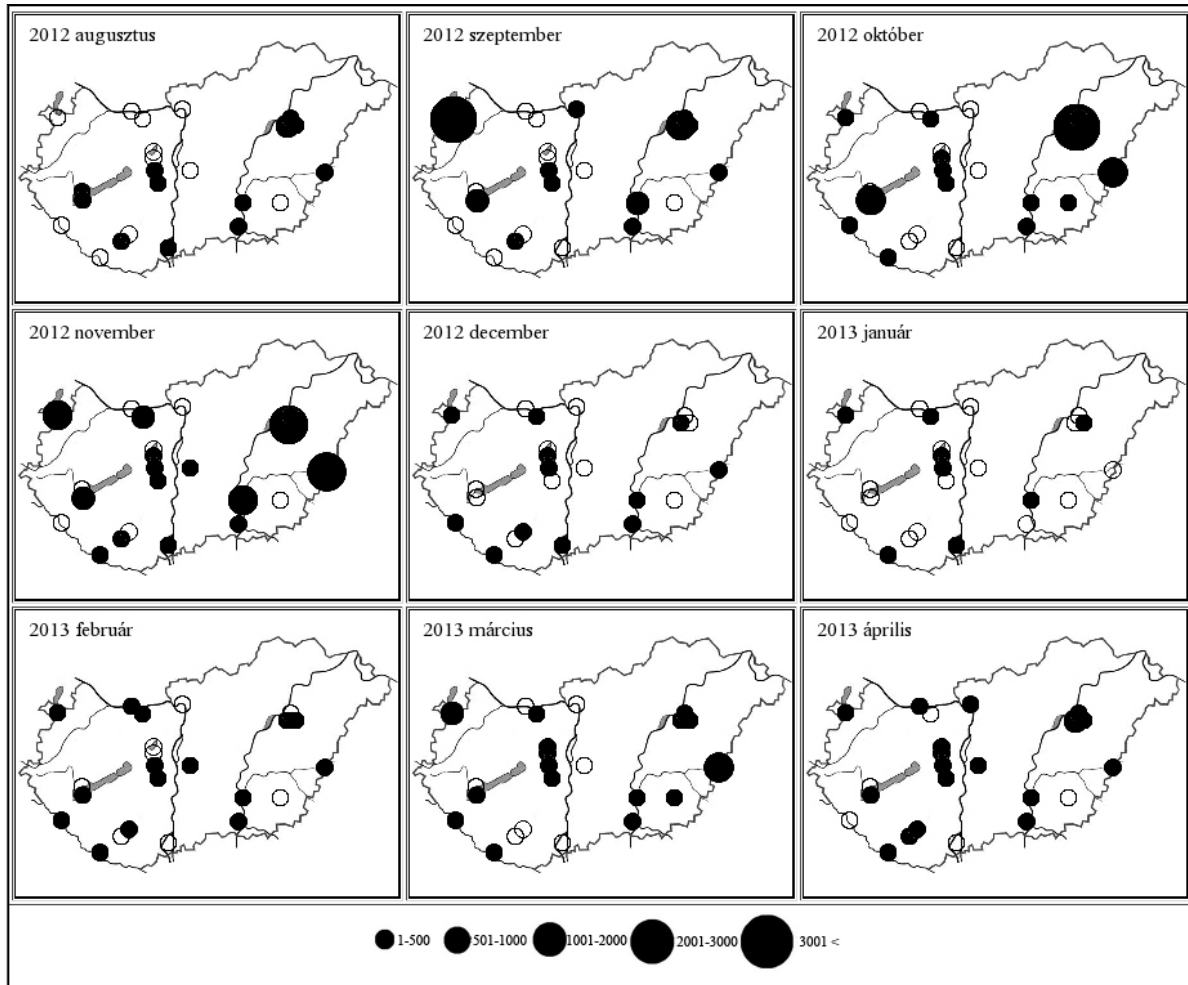 2012 augusztus
2012 szeptember
2012 október
2012 november
2012 december
2013 január
2013 február
2013 március
2013 április
1-500 501-1000 1001-2000 2001-3000 3001 <